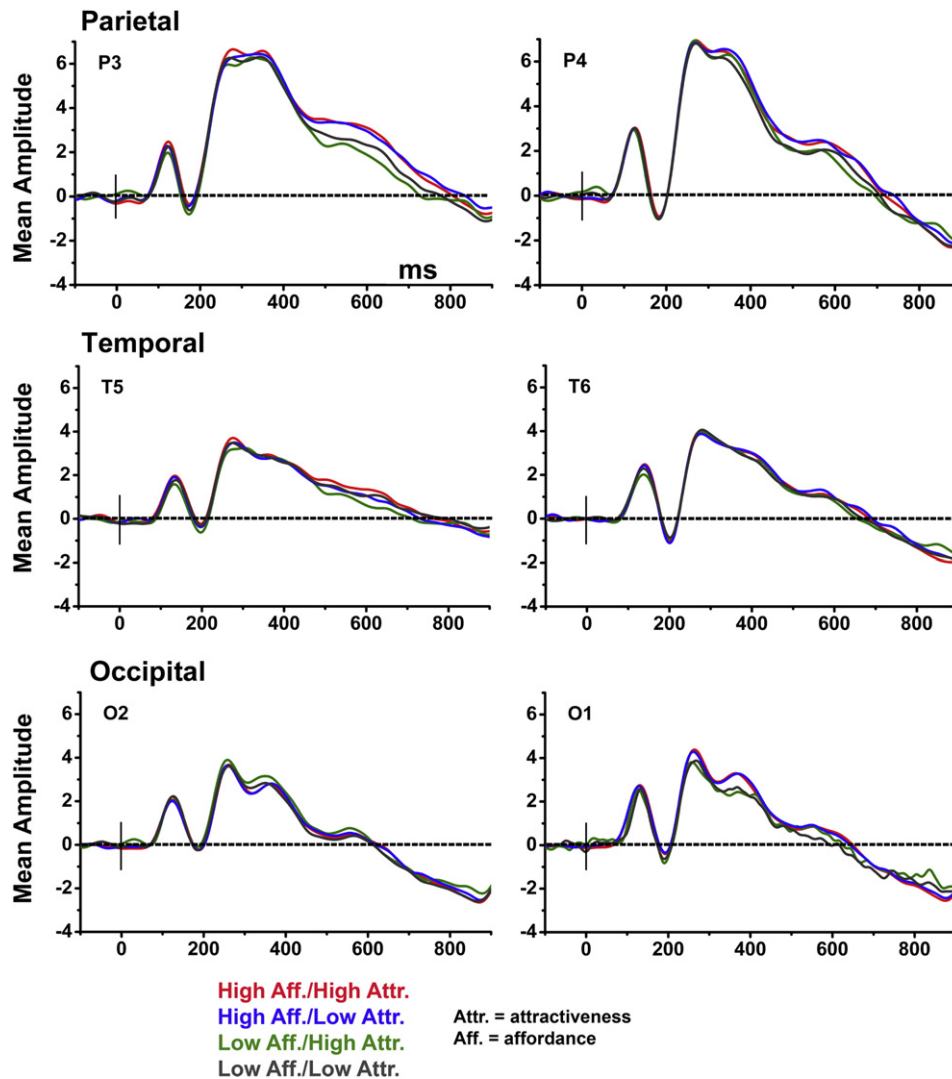 Parietal
P3
P4
Mean Amplitude
6
4
2
0
-2
-4
ms
0 200 400 600 800
6
4
2
0
-2
-4
0 200 400 600 800
Temporal
T5
T6
Mean Amplitude
6
4
2
0
-2
-4
0 200 400 600 800
6
4
2
0
-2
-4
0 200 400 600 800
Occipital
O2
O1
Mean Amplitude
6
4
2
0
-2
-4
0 200 400 600 800
6
4
2
0
-2
-4
0 200 400 600 800
High Aff./High Attr.
High Aff./Low Attr.
Low Aff./High Attr.
Low Aff./Low Attr.
Attr. = attractiveness
Aff. = affordance